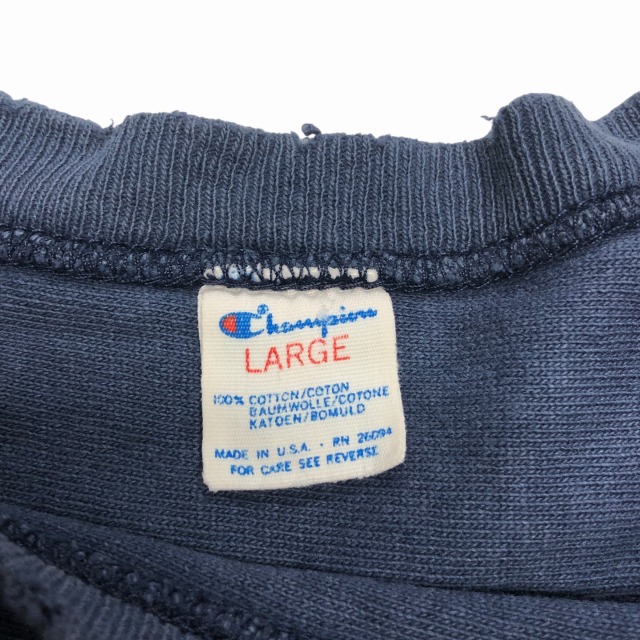 Champion
LARGE
100% COTTON/COTON
BAUMWOLLE/COTONE
KATOEN/BOMULD
MADE IN U.S.A. • RN 26094
FOR CARE SEE REVERSE